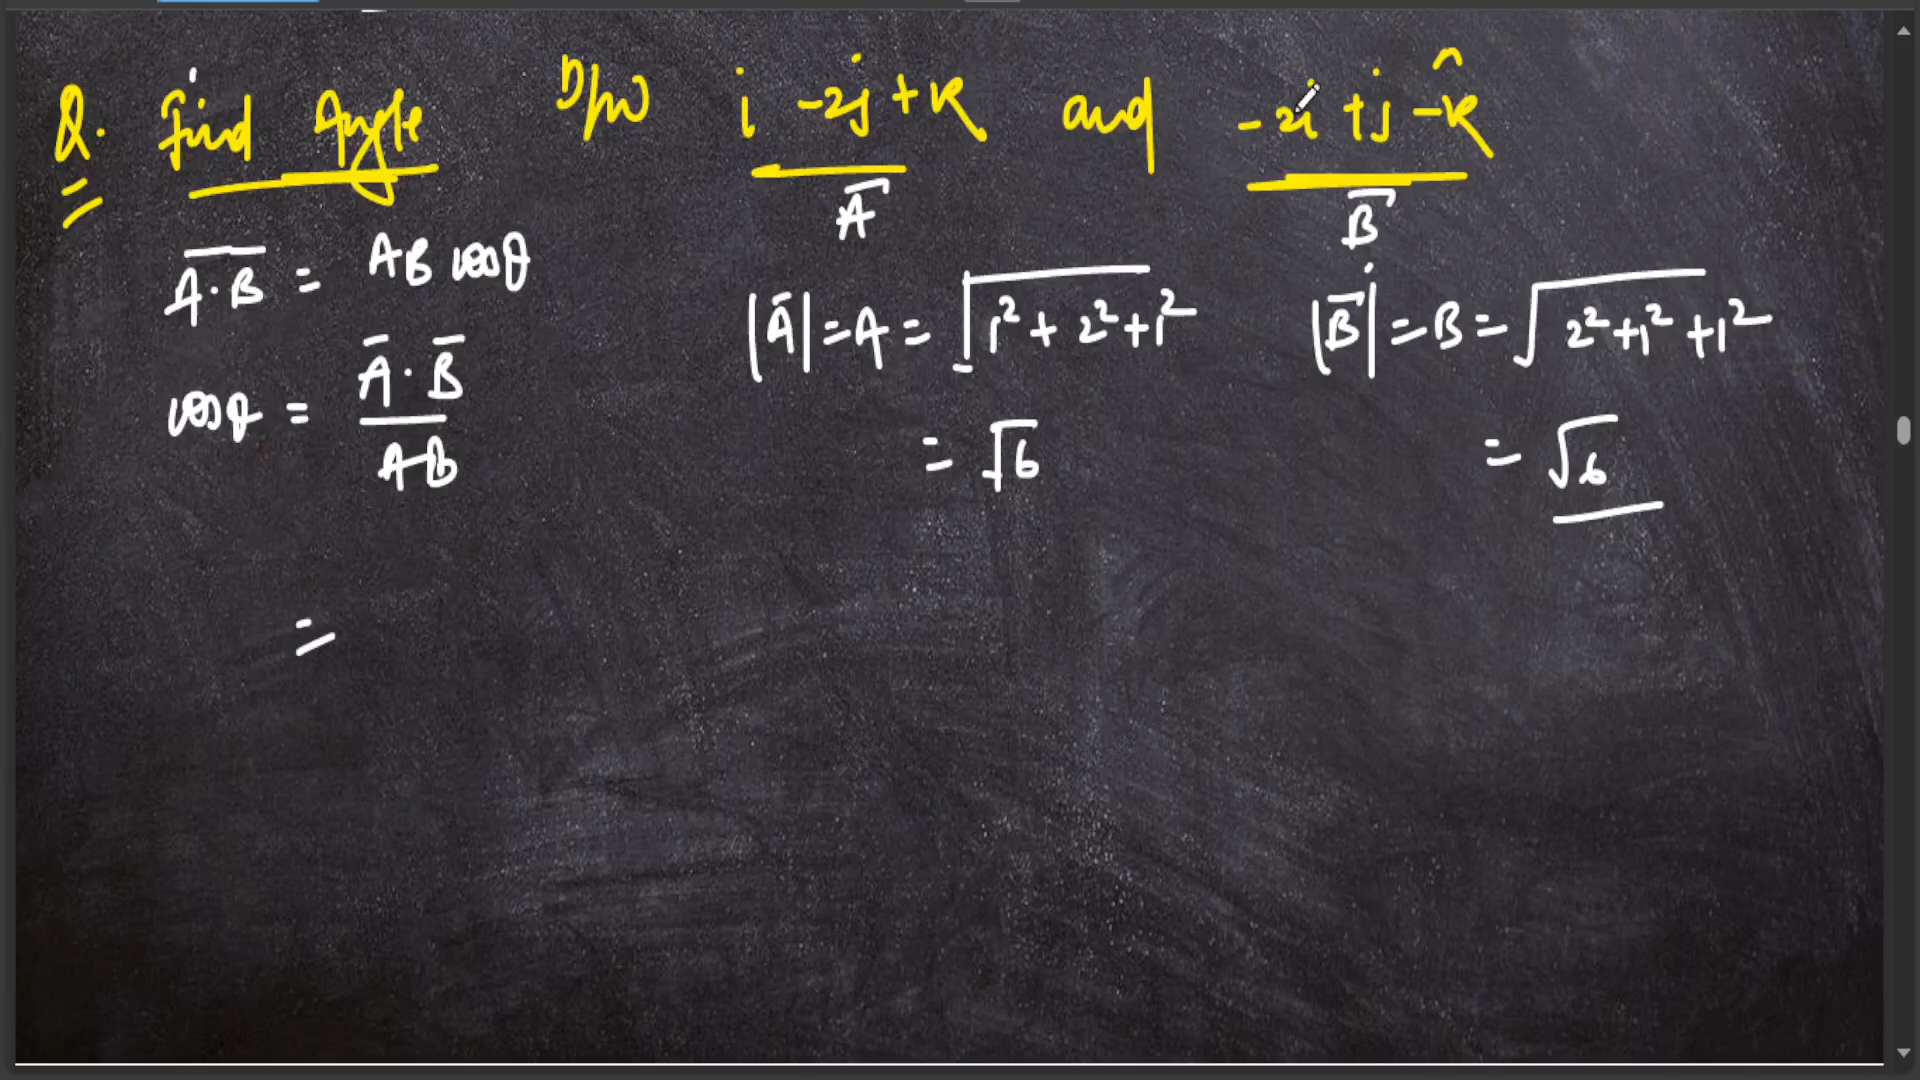 Q. Find Angle b/w i -2j +k and -2i +j -k̂
A̅ B̅
A̅·B̅ = AB cosθ
|A̅| = A = √1² + 2² + 1² |B̅| = B = √2² + 1² + 1²
cosθ = A̅·B̅ / AB
= √6 = √6
=